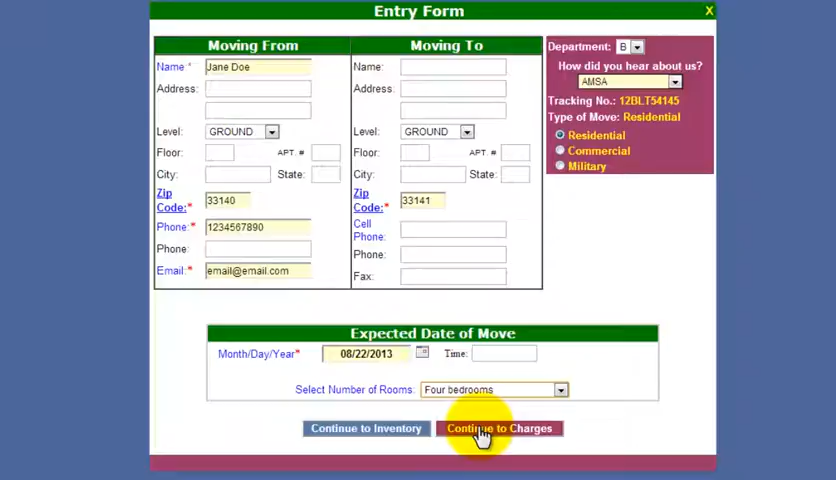 Entry Form
X
Moving From
Name *
Jane Doe
Address:
Level:
GROUND
Floor:
APT. #
City:
State:
Zip
Code:*
33140
Phone:*
1234567890
Phone:
Email:*
email@email.com
Moving To
Name:
Address:
Level:
GROUND
Floor:
APT. #
City:
State:
Zip
Code:*
33141
Cell
Phone:
Phone:
Fax:
Department:
B
How did you hear about us?
AMSA
Tracking No.: 12BLT54145
Type of Move: Residential
Residential
Commercial
Military
Expected Date of Move
Month/Day/Year*
08/22/2013
Time:
Select Number of Rooms:
Four bedrooms
Continue to Inventory
Continue to Charges